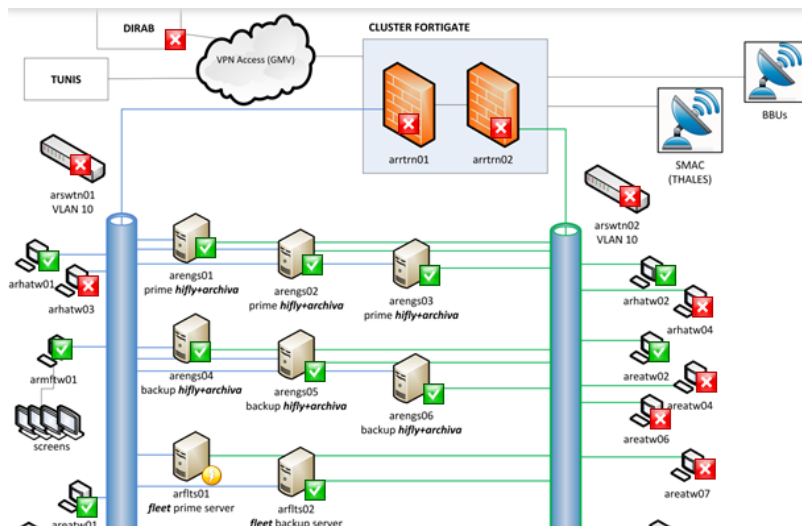 DIRAB
CLUSTER FORTIGATE
VPN Access (GMV)
TUNIS
BBUs
arrtrn01
arrtrn02
SMAC
(THALES)
arswtn01
VLAN 10
arswtn02
VLAN 10
arengs01
prime hifly+archiva
arengs02
prime hifly+archiva
arengs03
prime hifly+archiva
arhatw01
arhatw03
arhatw02
arhatw04
arengs04
backup hifly+archiva
arengs05
backup hifly+archiva
arengs06
backup hifly+archiva
armftw01
screens
areatw02
areatw04
areatw06
arflts01
fleet prime server
arflts02
fleet backup server
areatw07
areatw01